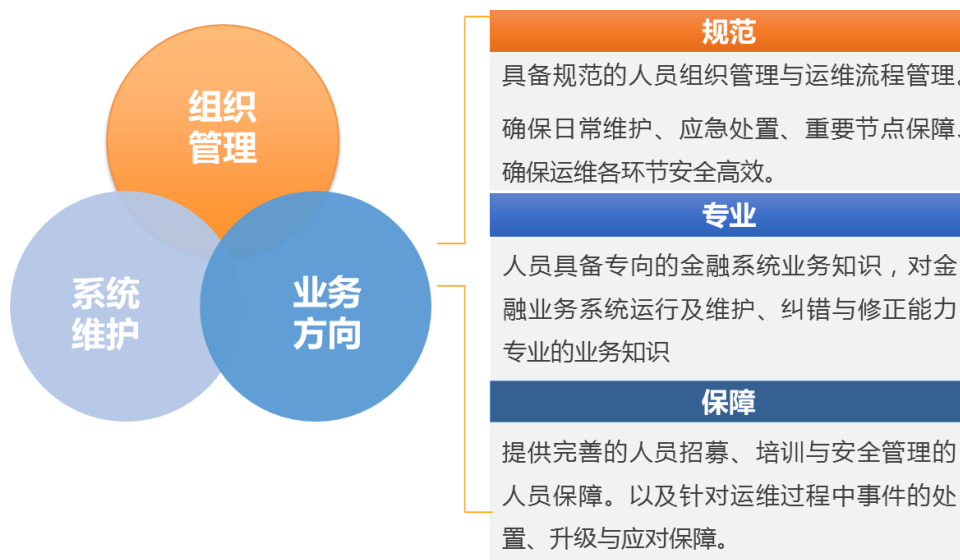 组织
管理
系统
维护
业务
方向
规范
具备规范的人员组织管理与运维流程管理。
确保日常维护、应急处置、重要节点保障、
确保运维各环节安全高效。
专业
人员具备专向的金融系统业务知识，对金
融业务系统运行及维护、纠错与修正能力
专业的业务知识
保障
提供完善的人员招募、培训与安全管理的
人员保障。以及针对运维过程中事件的处
置、升级与应对保障。